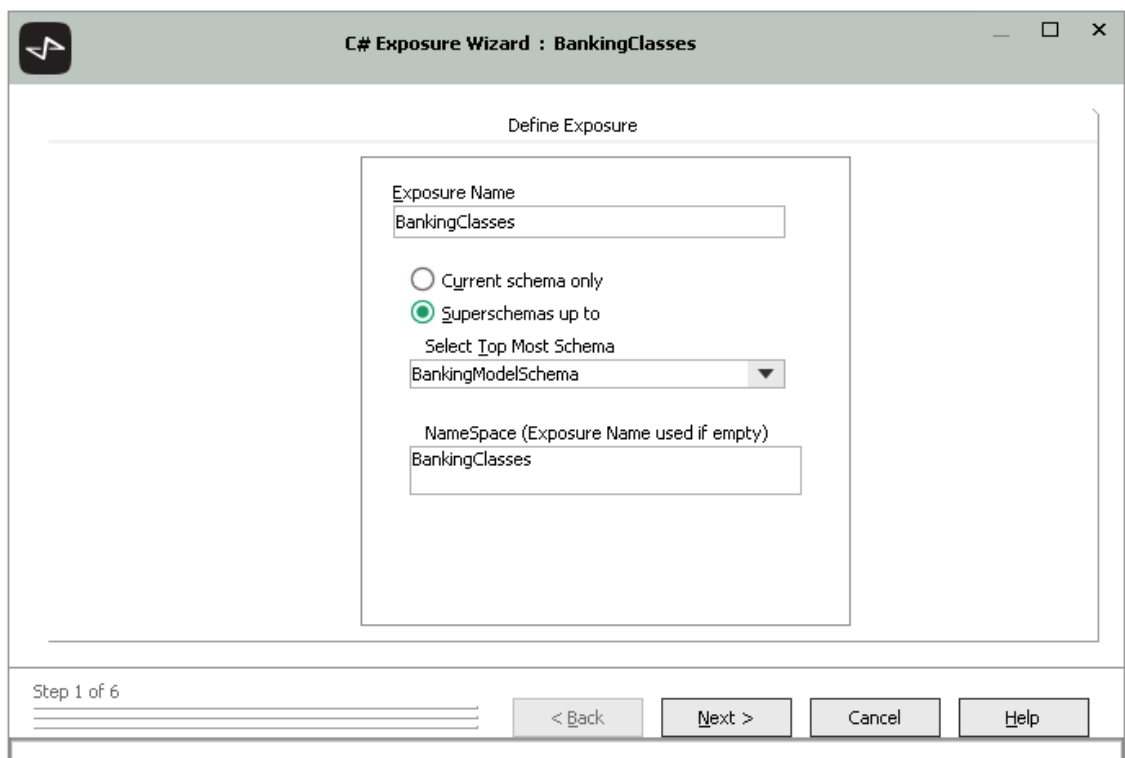 C# Exposure Wizard : BankingClasses
Define Exposure
Exposure Name
BankingClasses
Current schema only
Superschemas up to
Select Top Most Schema
BankingModelSchema
NameSpace (Exposure Name used if empty)
BankingClasses
Step 1 of 6
< Back
Next >
Cancel
Help